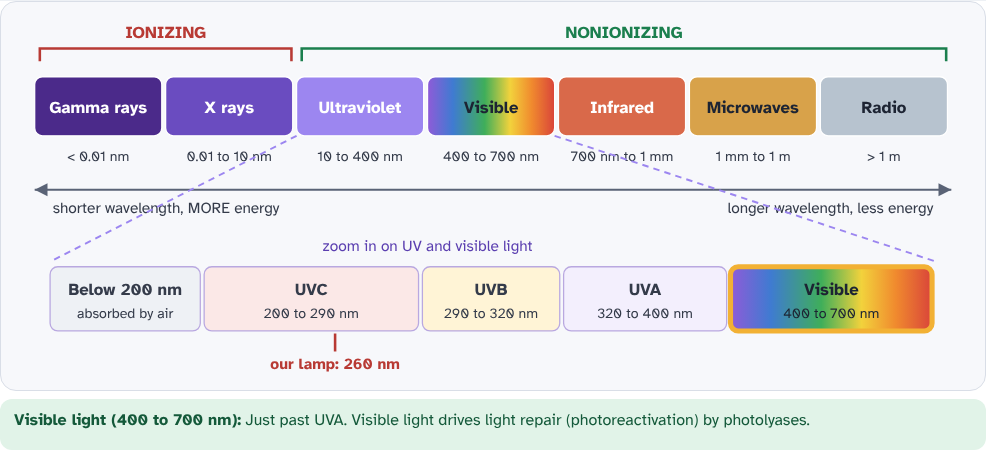 IONIZING NONIONIZING
Gamma rays X rays Ultraviolet Visible Infrared Microwaves Radio
< 0.01 nm 0.01 to 10 nm 10 to 400 nm 400 to 700 nm 700 nm to 1 mm 1 mm to 1 m > 1 m
shorter wavelength, MORE energy longer wavelength, less energy
zoom in on UV and visible light
Below 200 nm UVC UVB UVA Visible
absorbed by air 200 to 290 nm 290 to 320 nm 320 to 400 nm 400 to 700 nm
our lamp: 260 nm
Visible light (400 to 700 nm): Just past UVA. Visible light drives light repair (photoreactivation) by photolyases.